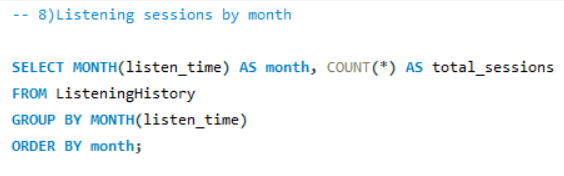 -- 8)Listening sessions by month
SELECT MONTH(listen_time) AS month, COUNT(*) AS total_sessions
FROM ListeningHistory
GROUP BY MONTH(listen_time)
ORDER BY month;